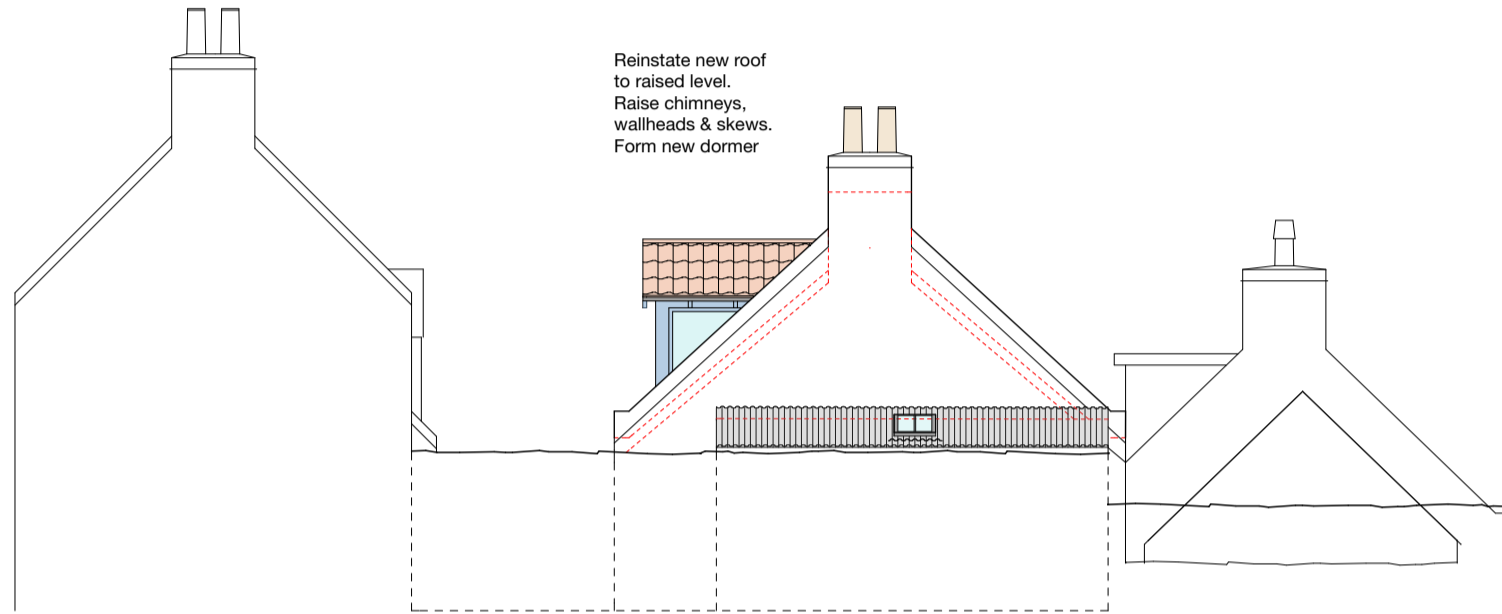 Reinstate new roof
to raised level.
Raise chimneys,
wallheads & skews.
Form new dormer